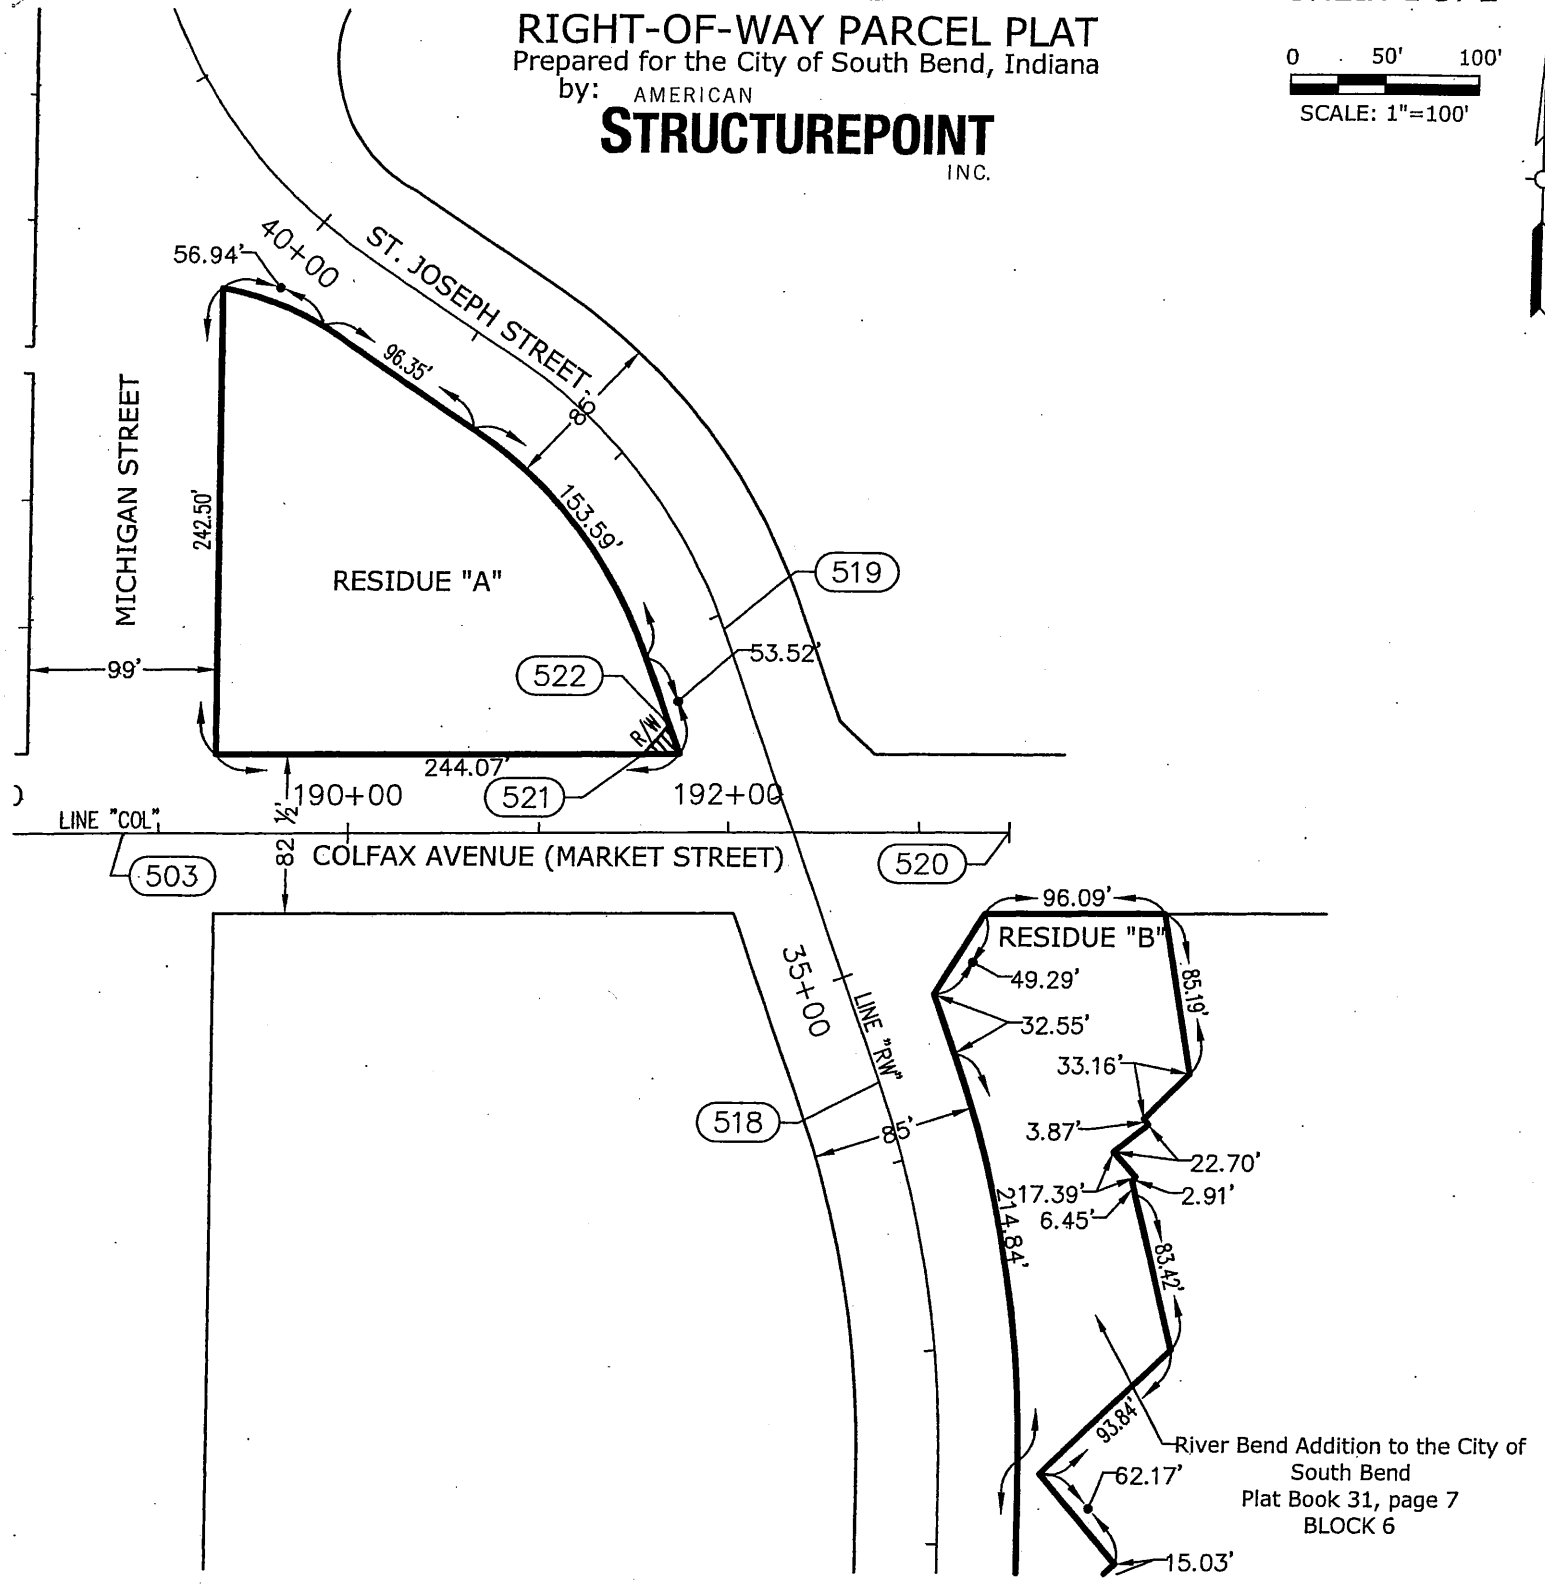 RIGHT-OF-WAY PARCEL PLAT
Prepared for the City of South Bend, Indiana
by: AMERICAN
STRUCTUREPOINT
INC.
0 50' 100'
SCALE: 1"=100'
56.94'
40+00
ST. JOSEPH STREET
96.35'
85'
MICHIGAN STREET
242.50'
153.59'
RESIDUE "A"
519
53.52'
99'
522
R/W
244.07'
190+00
521
192+00
LINE "COL"
82 ½'
COLFAX AVENUE (MARKET STREET)
503
520
96.09'
RESIDUE "B"
49.29'
85.19'
35+00
LINE "RW"
32.55'
33.16'
518
85'
3.87'
22.70'
217.39'
2.91'
6.45'
214.84'
83.42'
93.84'
River Bend Addition to the City of
South Bend
Plat Book 31, page 7
BLOCK 6
62.17'
15.03'